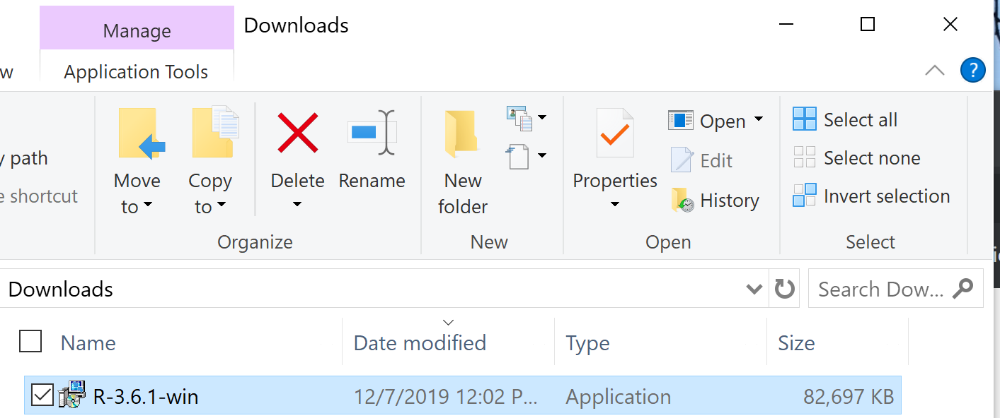 Manage
Downloads
w
Application Tools
?
y path
e shortcut
Move to
Copy to
Delete
Rename
Organize
New folder
New
Properties
Open
Edit
History
Open
Select all
Select none
Invert selection
Select
Downloads
Search Dow...
Name
Date modified
Type
Size
R-3.6.1-win
12/7/2019 12:02 P...
Application
82,697 KB